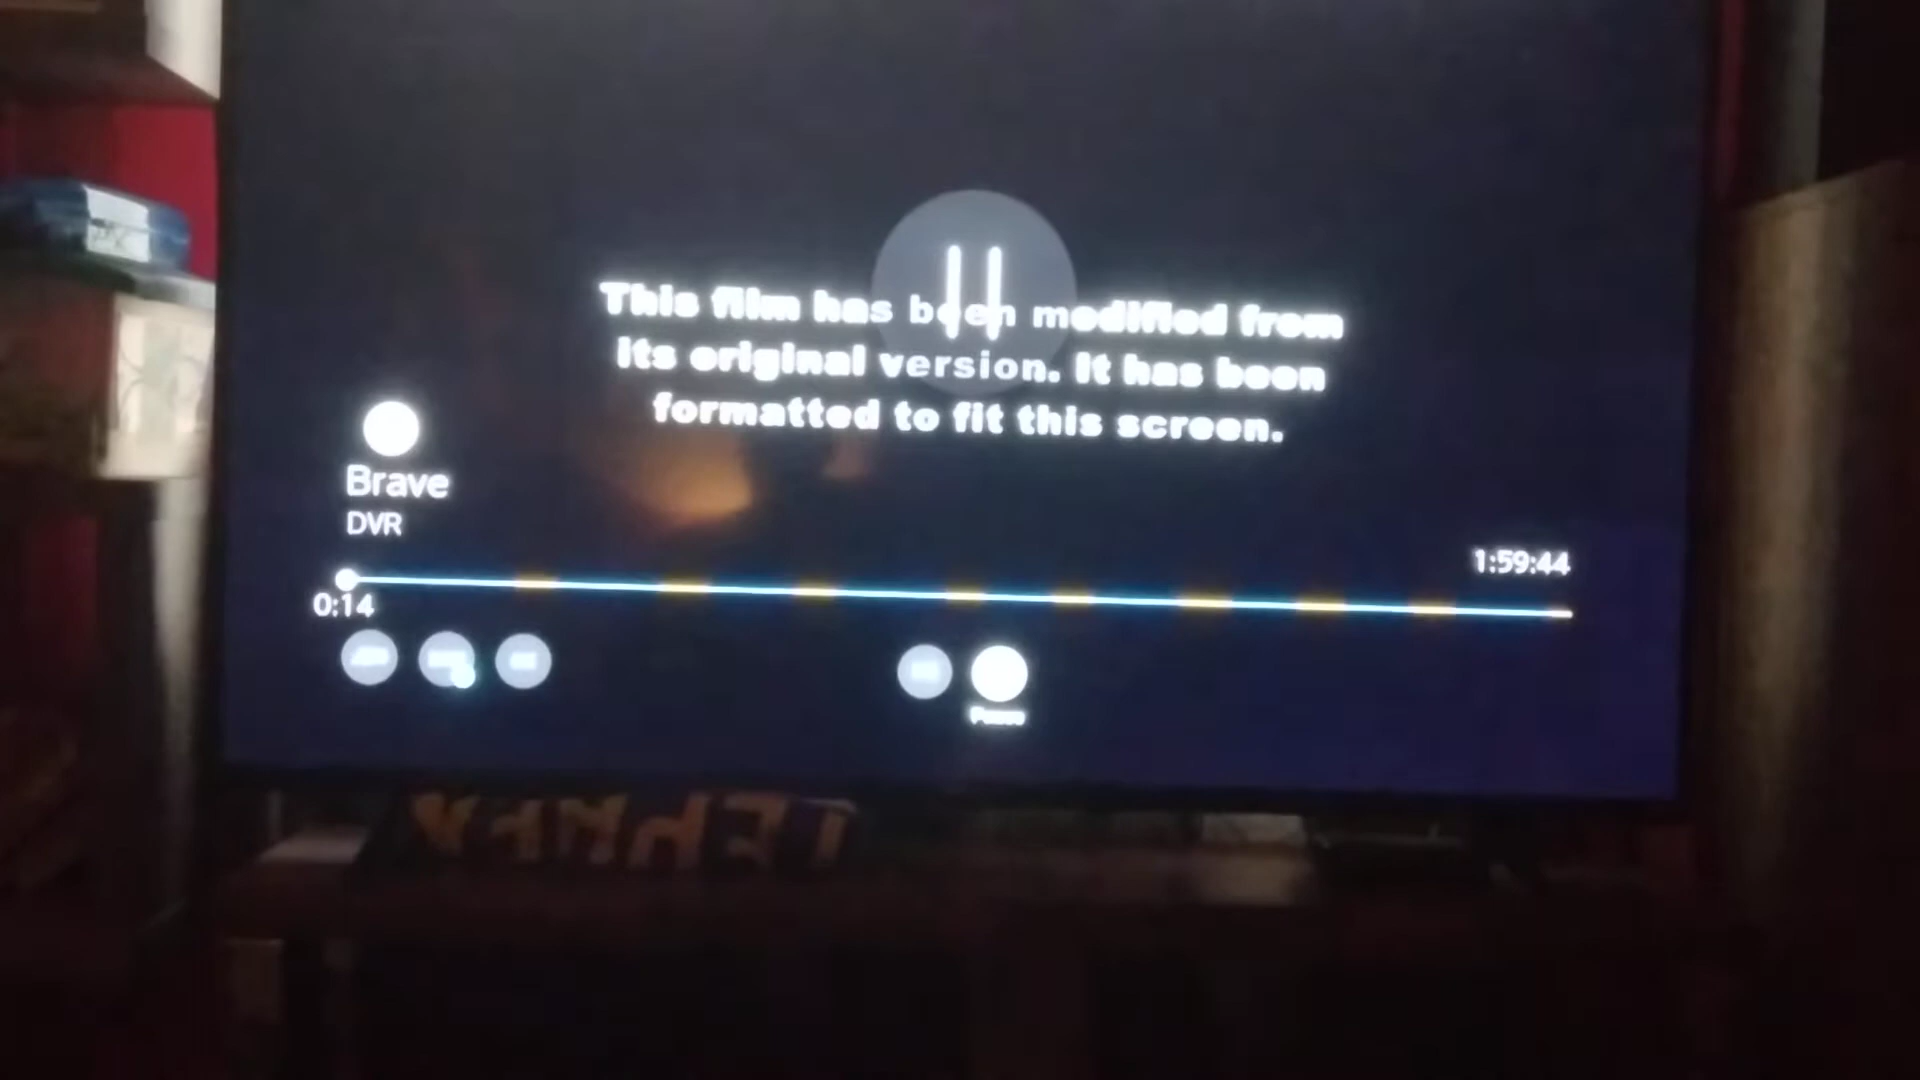 This film has been modified from
its original version. It has been
formatted to fit this screen.
Brave
DVR
1:59:44
0:14
Pause